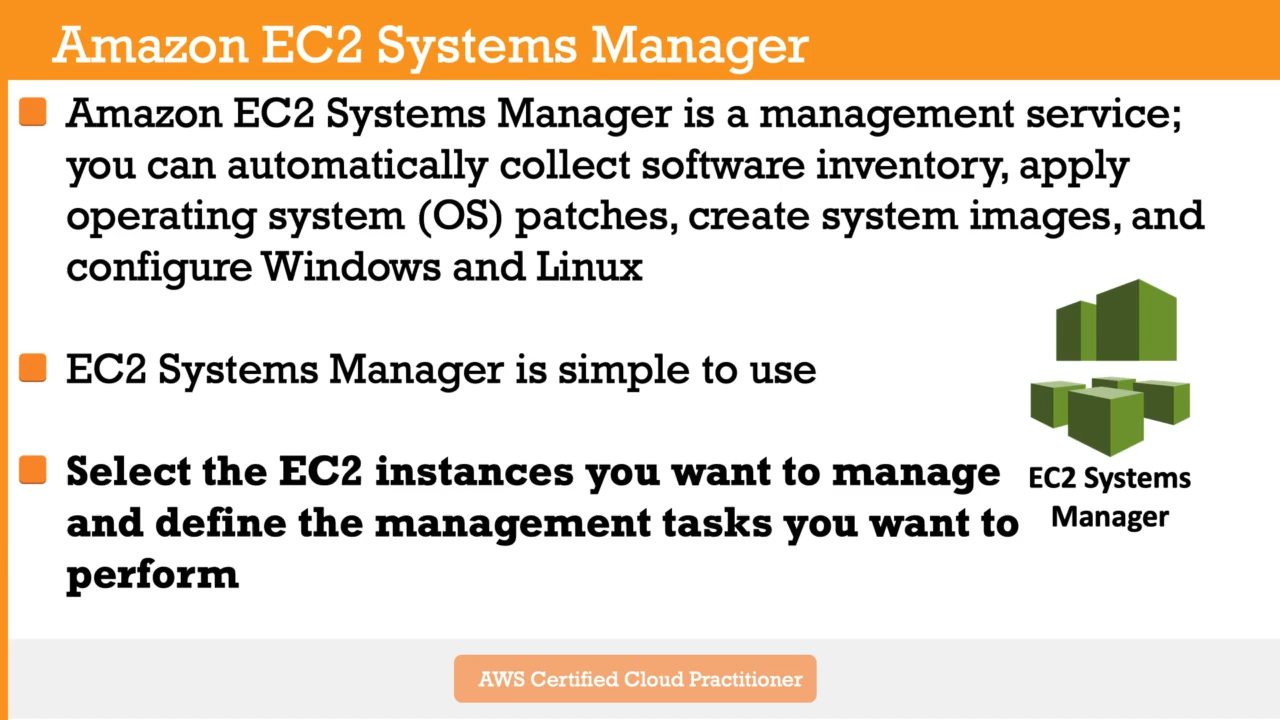 Amazon EC2 Systems Manager
Amazon EC2 Systems Manager is a management service;
you can automatically collect software inventory, apply
operating system (OS) patches, create system images, and
configure Windows and Linux
EC2 Systems Manager is simple to use
Select the EC2 instances you want to manage
and define the management tasks you want to
perform
EC2 Systems
Manager
AWS Certified Cloud Practitioner